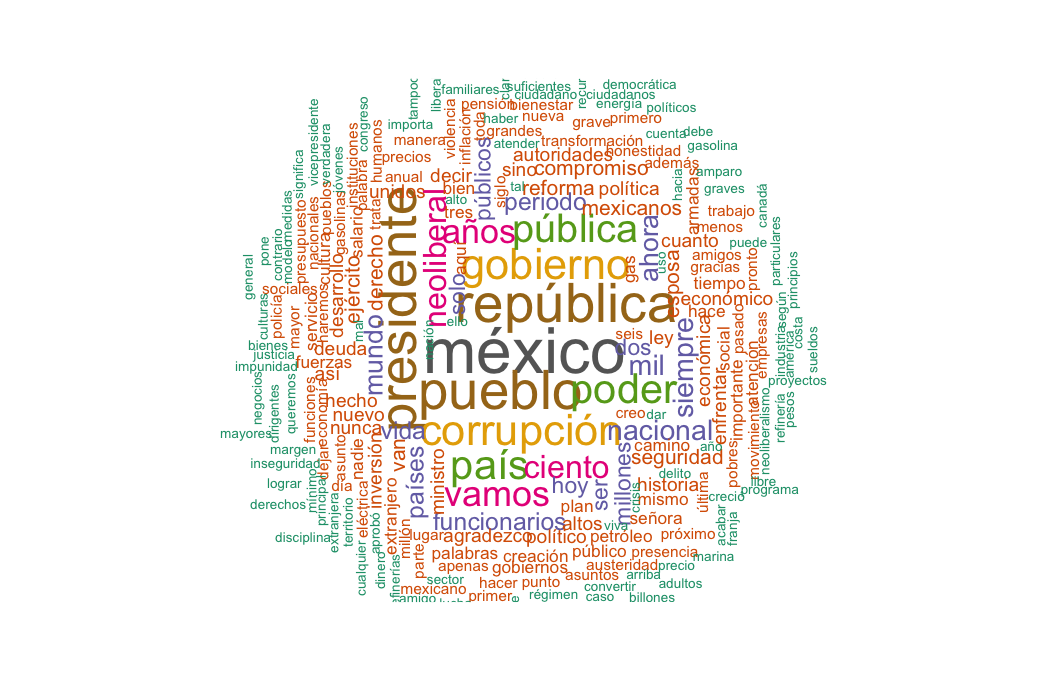 familiares
suficientes
democrática
ciudadano
ciudadanos
libera
pensión
bienestar
energía
políticos
haber
nueva
importa
grave
primero
grandes
cuenta
debe
manera
atender
transformación
gasolina
violencia
inflación
toda
públicos
precios
autoridades
honestidad
congreso
humanos
vicepresidente
verdadera
jóvenes
instituciones
palabra
significa
anual
decir
sino
compromiso
además
hacia
amparo
unidos
bien
siglo
tal
reforma
política
armadas
graves
alto
periodo
mexicanos
tres
menos
trabajo
canadá
medidas
modelo
contrario
pone
general
presupuesto
nacionales
pueblos
cultura
gasolinas
salario
trata
derecho
presidente
neoliberal
años
pública
ahora
cuanto
puede
aquí
gobierno
gas
uso
amigos
gracias
pronto
particulares
principios
sociales
haremos
desarrollo
ejército
solo
tiempo
económico
culturas
policía
mayor
servicios
mal
república
hace
según
bienes
mundo
nación
ello
seis
ley
siempre
económica
social
pasado
empresas
industria
américa
costa
sueldos
justicia
deuda
méxico
dos
impunidad
fuerzas
así
mil
enfrentar
importante
atención
proyectos
negocios
dirigentes
queremos
funciones
economía
hecho
pueblo
poder
neoliberalismo
refinería
pesos
nuevo
creo
dar
mayores
nunca
vida
corrupción
nacional
movimiento
margen
dejar
asunto
nadie
inversión
van
camino
año
pobres
inseguridad
países
ministro
país
ciento
seguridad
delito
lograr
mínimo
principal
día
vamos
hoy
ser
millones
crisis
historia
última
libre
programa
derechos
extranjera
territorio
eléctrica
extranjero
plan
mismo
creció
acabar
franja
aprobó
millón
funcionarios
altos
viva
señora
disciplina
lugar
agradezco
político
petróleo
próximo
cualquier
dinero
parte
palabras
creación
público
presencia
marina
apenas
gobiernos
austeridad
precio
sector
hacer
punto
asuntos
arriba
adultos
mexicano
convertir
amigo
primer
régimen
caso
billones